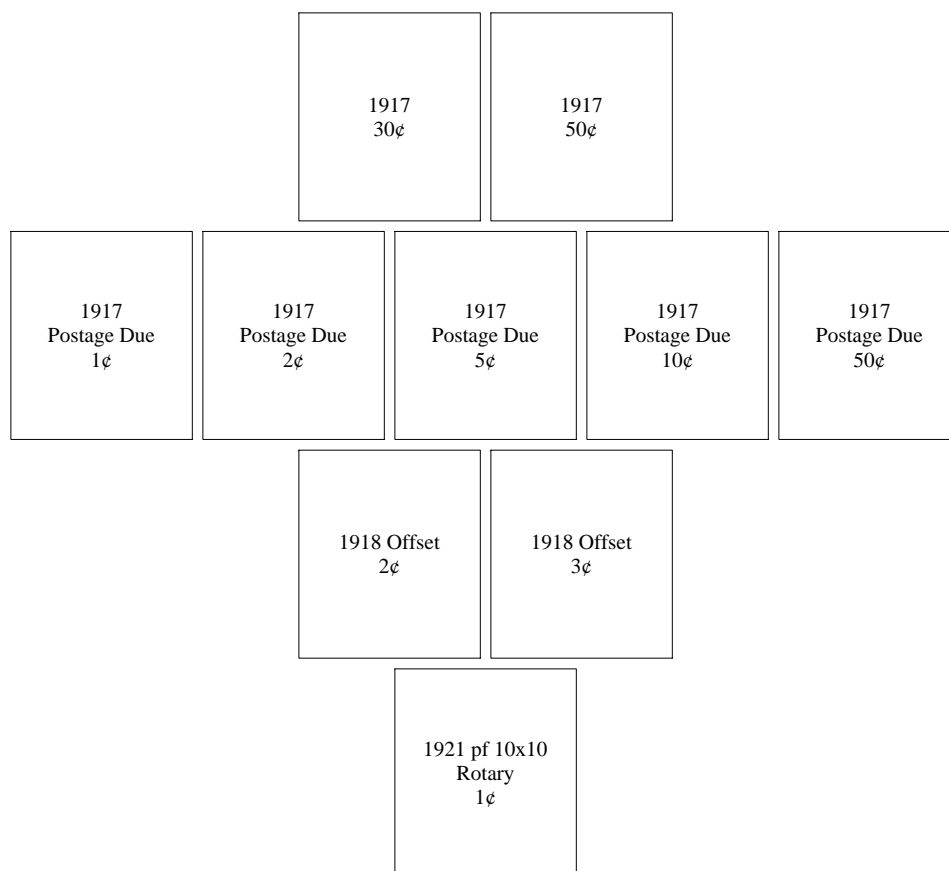 1917
30¢
1917
50¢
1917
Postage Due
1¢
1917
Postage Due
2¢
1917
Postage Due
5¢
1917
Postage Due
10¢
1917
Postage Due
50¢
1918 Offset
2¢
1918 Offset
3¢
1921 pf 10x10
Rotary
1¢